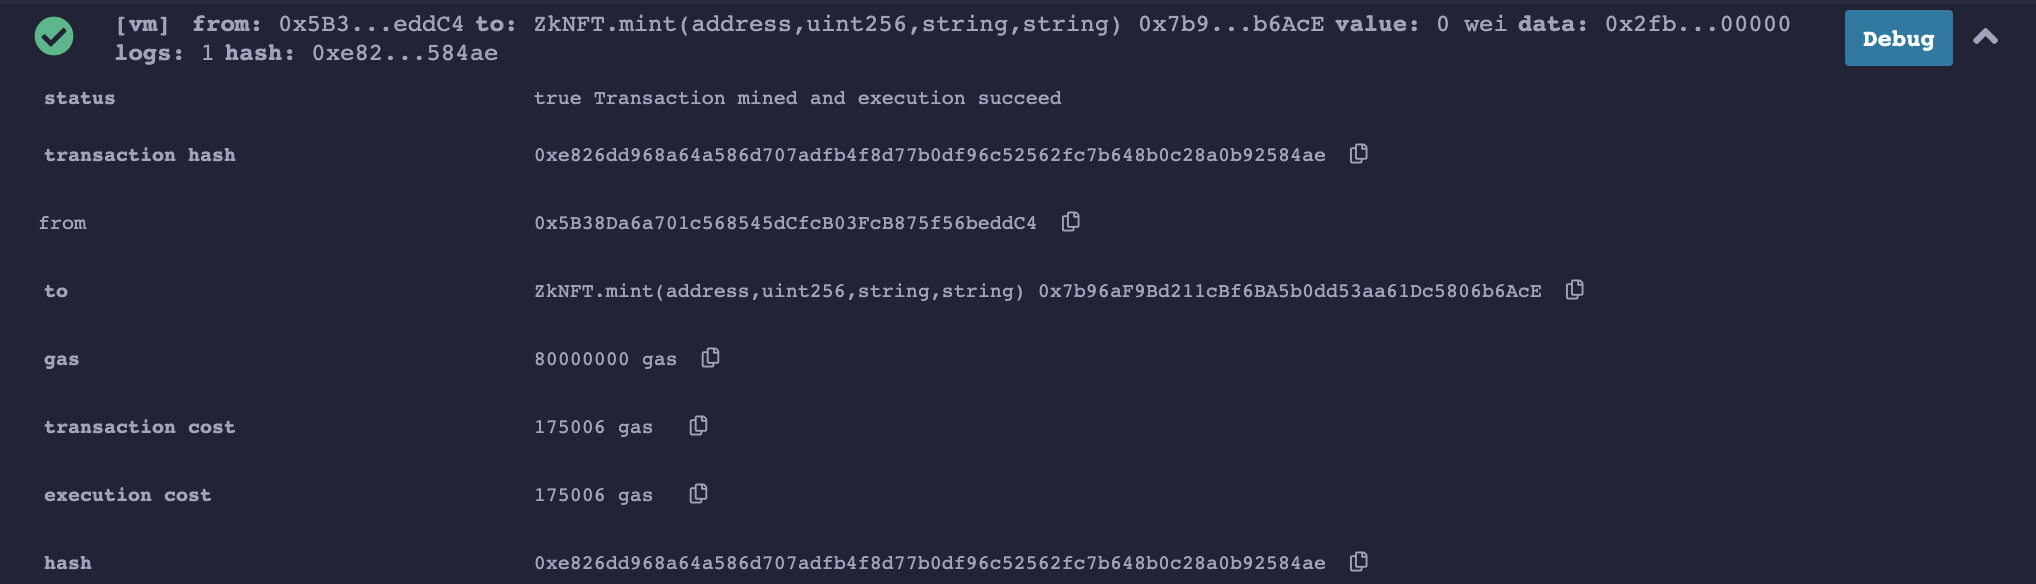 [vm] from: 0x5B3...eddC4 to: ZkNFT.mint(address,uint256,string,string) 0x7b9...b6AcE value: 0 wei data: 0x2fb...00000
logs: 1 hash: 0xe82...584ae
Debug
status true Transaction mined and execution succeed
transaction hash 0xe826dd968a64a586d707adfb4f8d77b0df96c52562fc7b648b0c28a0b92584ae
from 0x5B38Da6a701c568545dCfcB03FcB875f56beddC4
to ZkNFT.mint(address,uint256,string,string) 0x7b96aF9Bd211cBf6BA5b0dd53aa61Dc5806b6AcE
gas 80000000 gas
transaction cost 175006 gas
execution cost 175006 gas
hash 0xe826dd968a64a586d707adfb4f8d77b0df96c52562fc7b648b0c28a0b92584ae